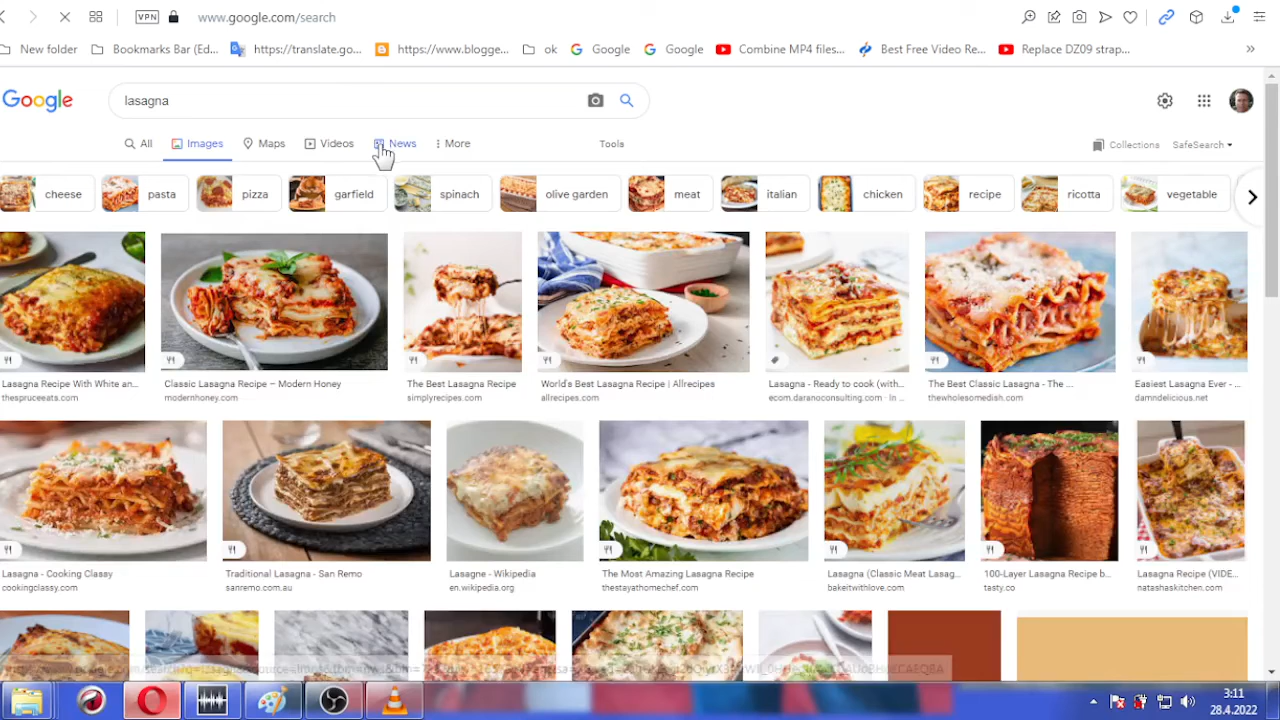 VPN www.google.com/search
New folder Bookmarks Bar (Ed... https://translate.go... https://www.blogge... ok Google Google Combine MP4 files... Best Free Video Re... Replace DZ09 strap... »
Google lasagna
All Images Maps Videos News More Tools Collections SafeSearch
cheese pasta pizza garfield spinach olive garden meat italian chicken recipe ricotta vegetable
Lasagna Recipe With White an... Classic Lasagna Recipe – Modern Honey The Best Lasagna Recipe World's Best Lasagna Recipe | Allrecipes Lasagna - Ready to cook (with... The Best Classic Lasagna - The ... Easiest Lasagna Ever - ...
thespruceats.com modernhoney.com simplyrecipes.com allrecipes.com ecom.daranoconsulting.com · In ... thewholesomedish.com damndelicious.net
Lasagna - Cooking Classy Traditional Lasagna - San Remo Lasagne - Wikipedia The Most Amazing Lasagna Recipe Lasagna (Classic Meat Lasag... 100-Layer Lasagna Recipe b... Lasagna Recipe (VIDE...
cookingclassy.com sanremo.com.au en.wikipedia.org thestayathomechef.com bakeitwithlove.com tasty.co natashaskitchen.com
3:11
28.4.2022